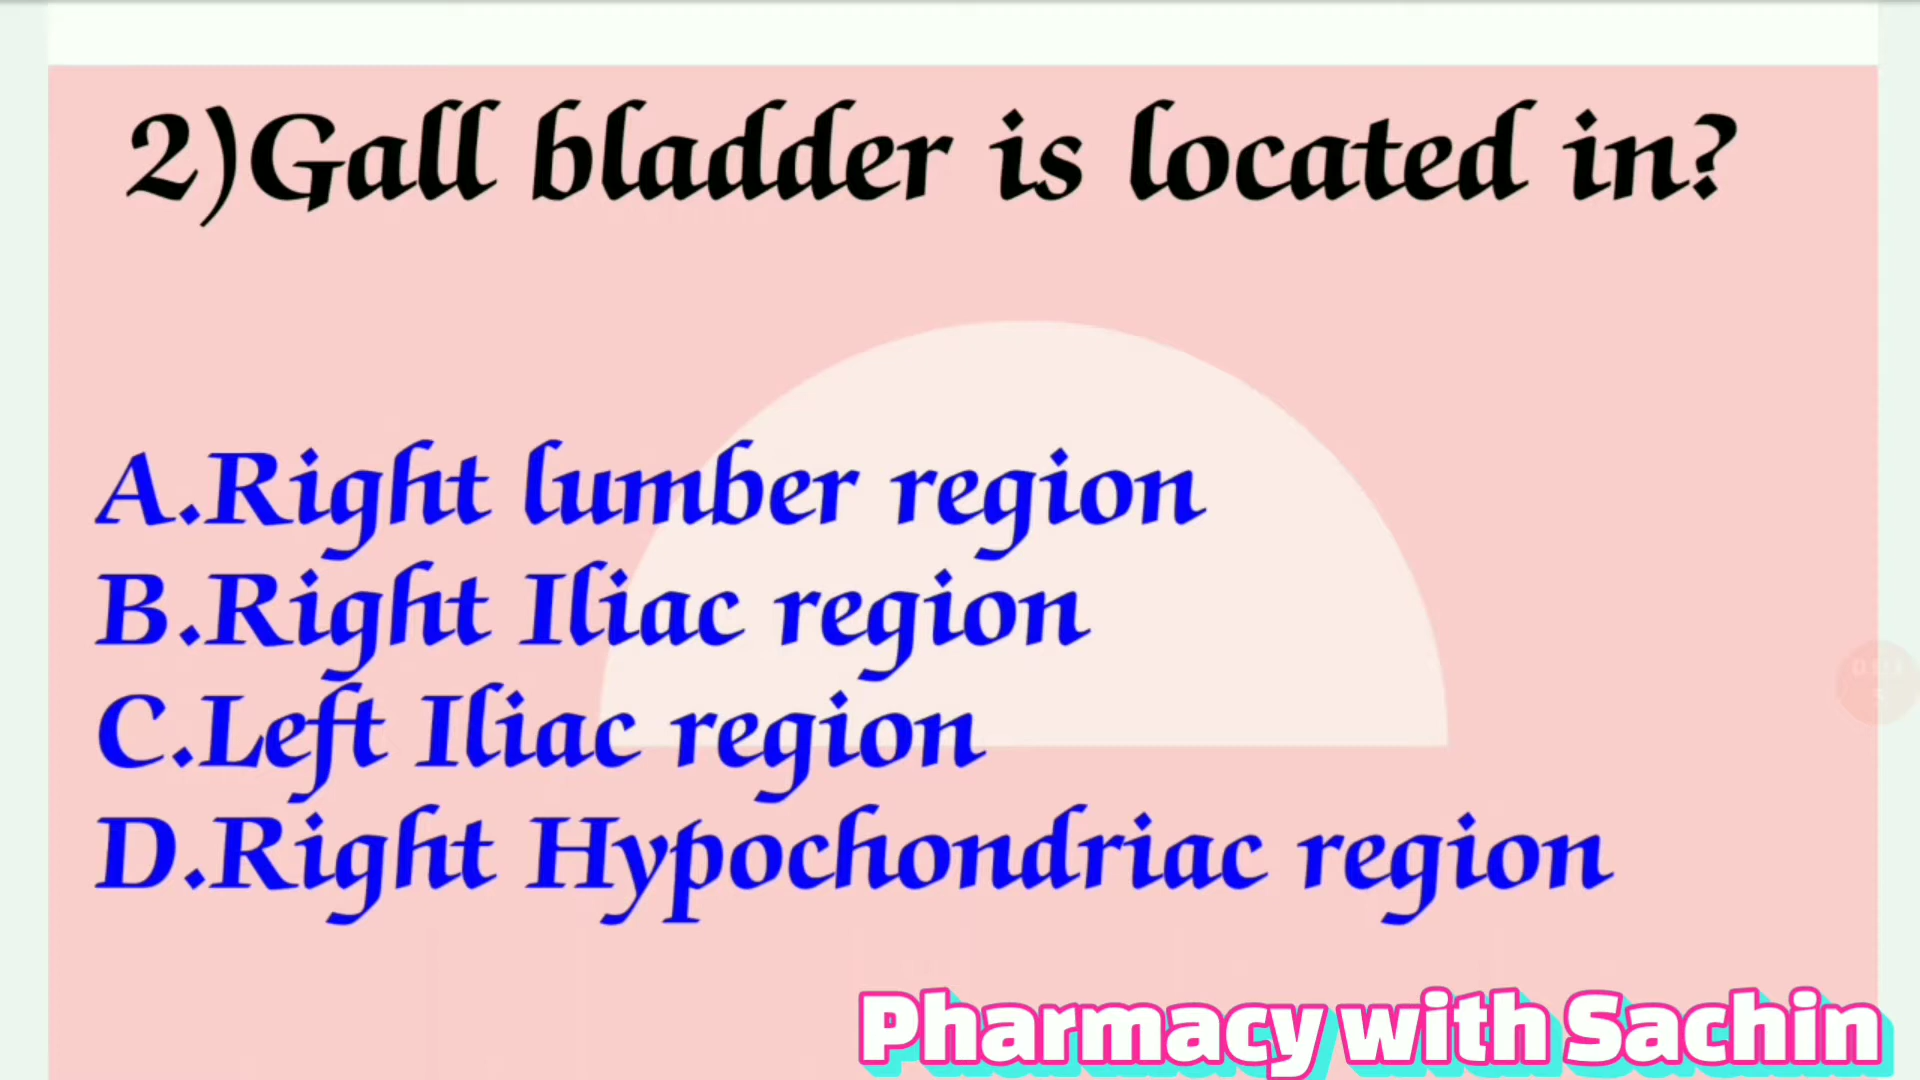 2)Gall bladder is located in?
A.Right lumber region
B.Right Iliac region
C.Left Iliac region
D.Right Hypochondriac region
Pharmacy with Sachin